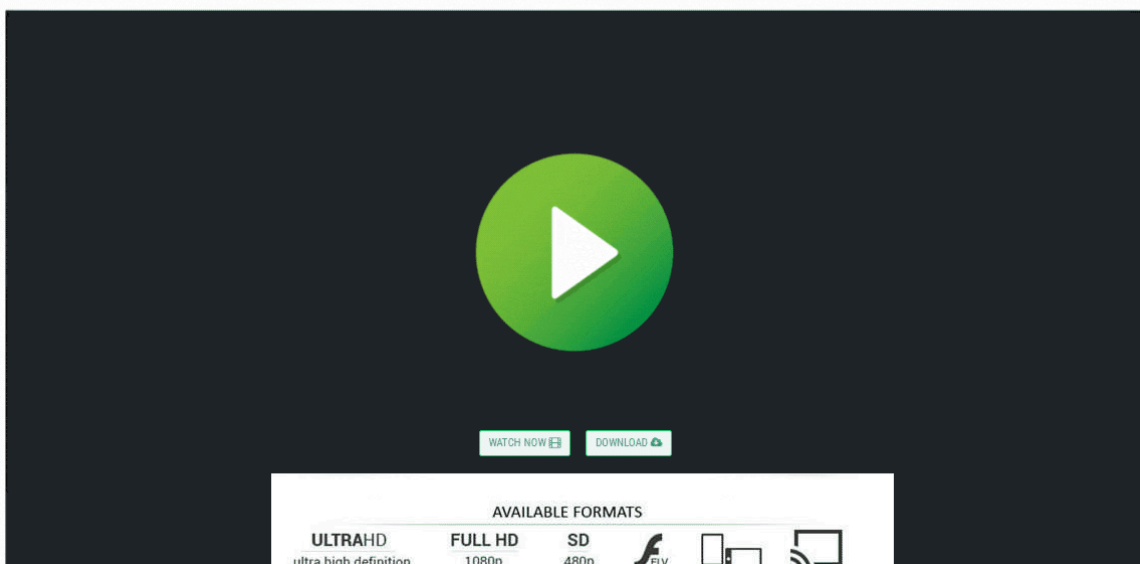 WATCH NOW DOWNLOAD
AVAILABLE FORMATS
ULTRAHD FULL HD SD
ultra high definition 1080p 480p FLV